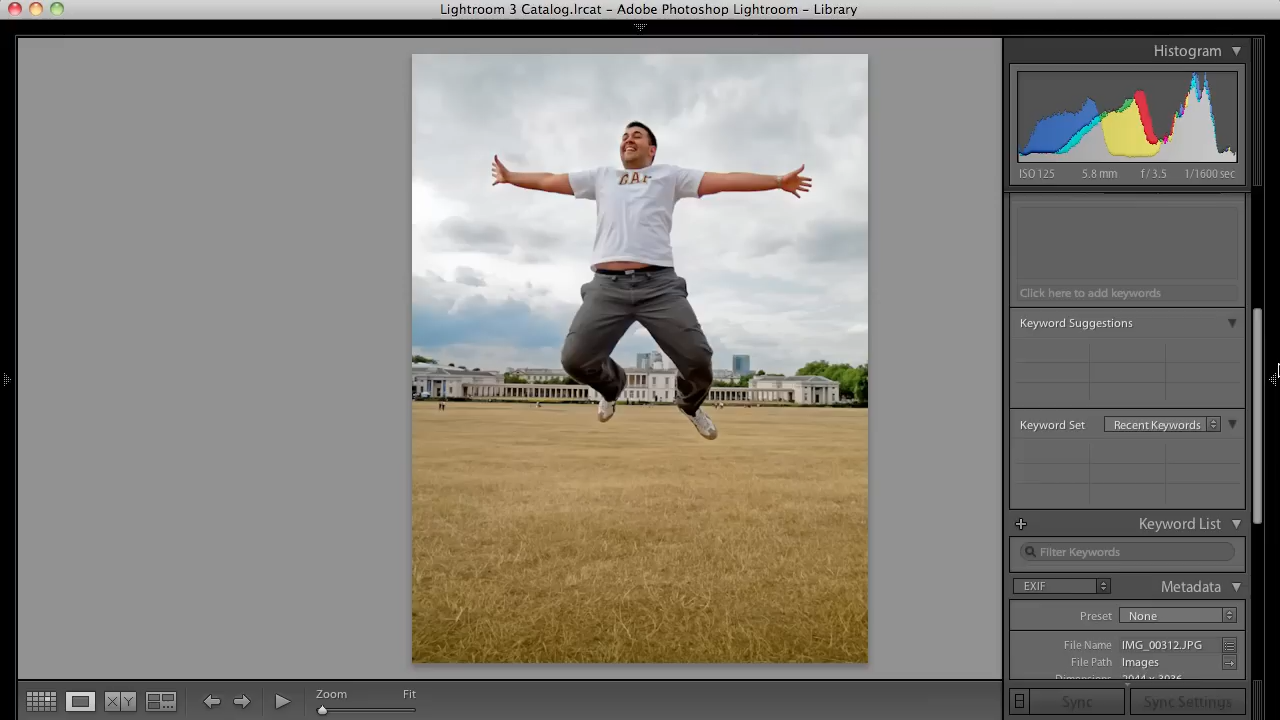 Lightroom 3 Catalog.lrcat - Adobe Photoshop Lightroom - Library
Histogram
ISO 125 5.8 mm f / 3.5 1/1600 sec
GAP
Click here to add keywords
Keyword Suggestions
Keyword Set Recent Keywords
Keyword List
Filter Keywords
EXIF Metadata
Preset None
File Name IMG_00312.JPG
File Path Images
XY Zoom Fit
Sync Sync Settings